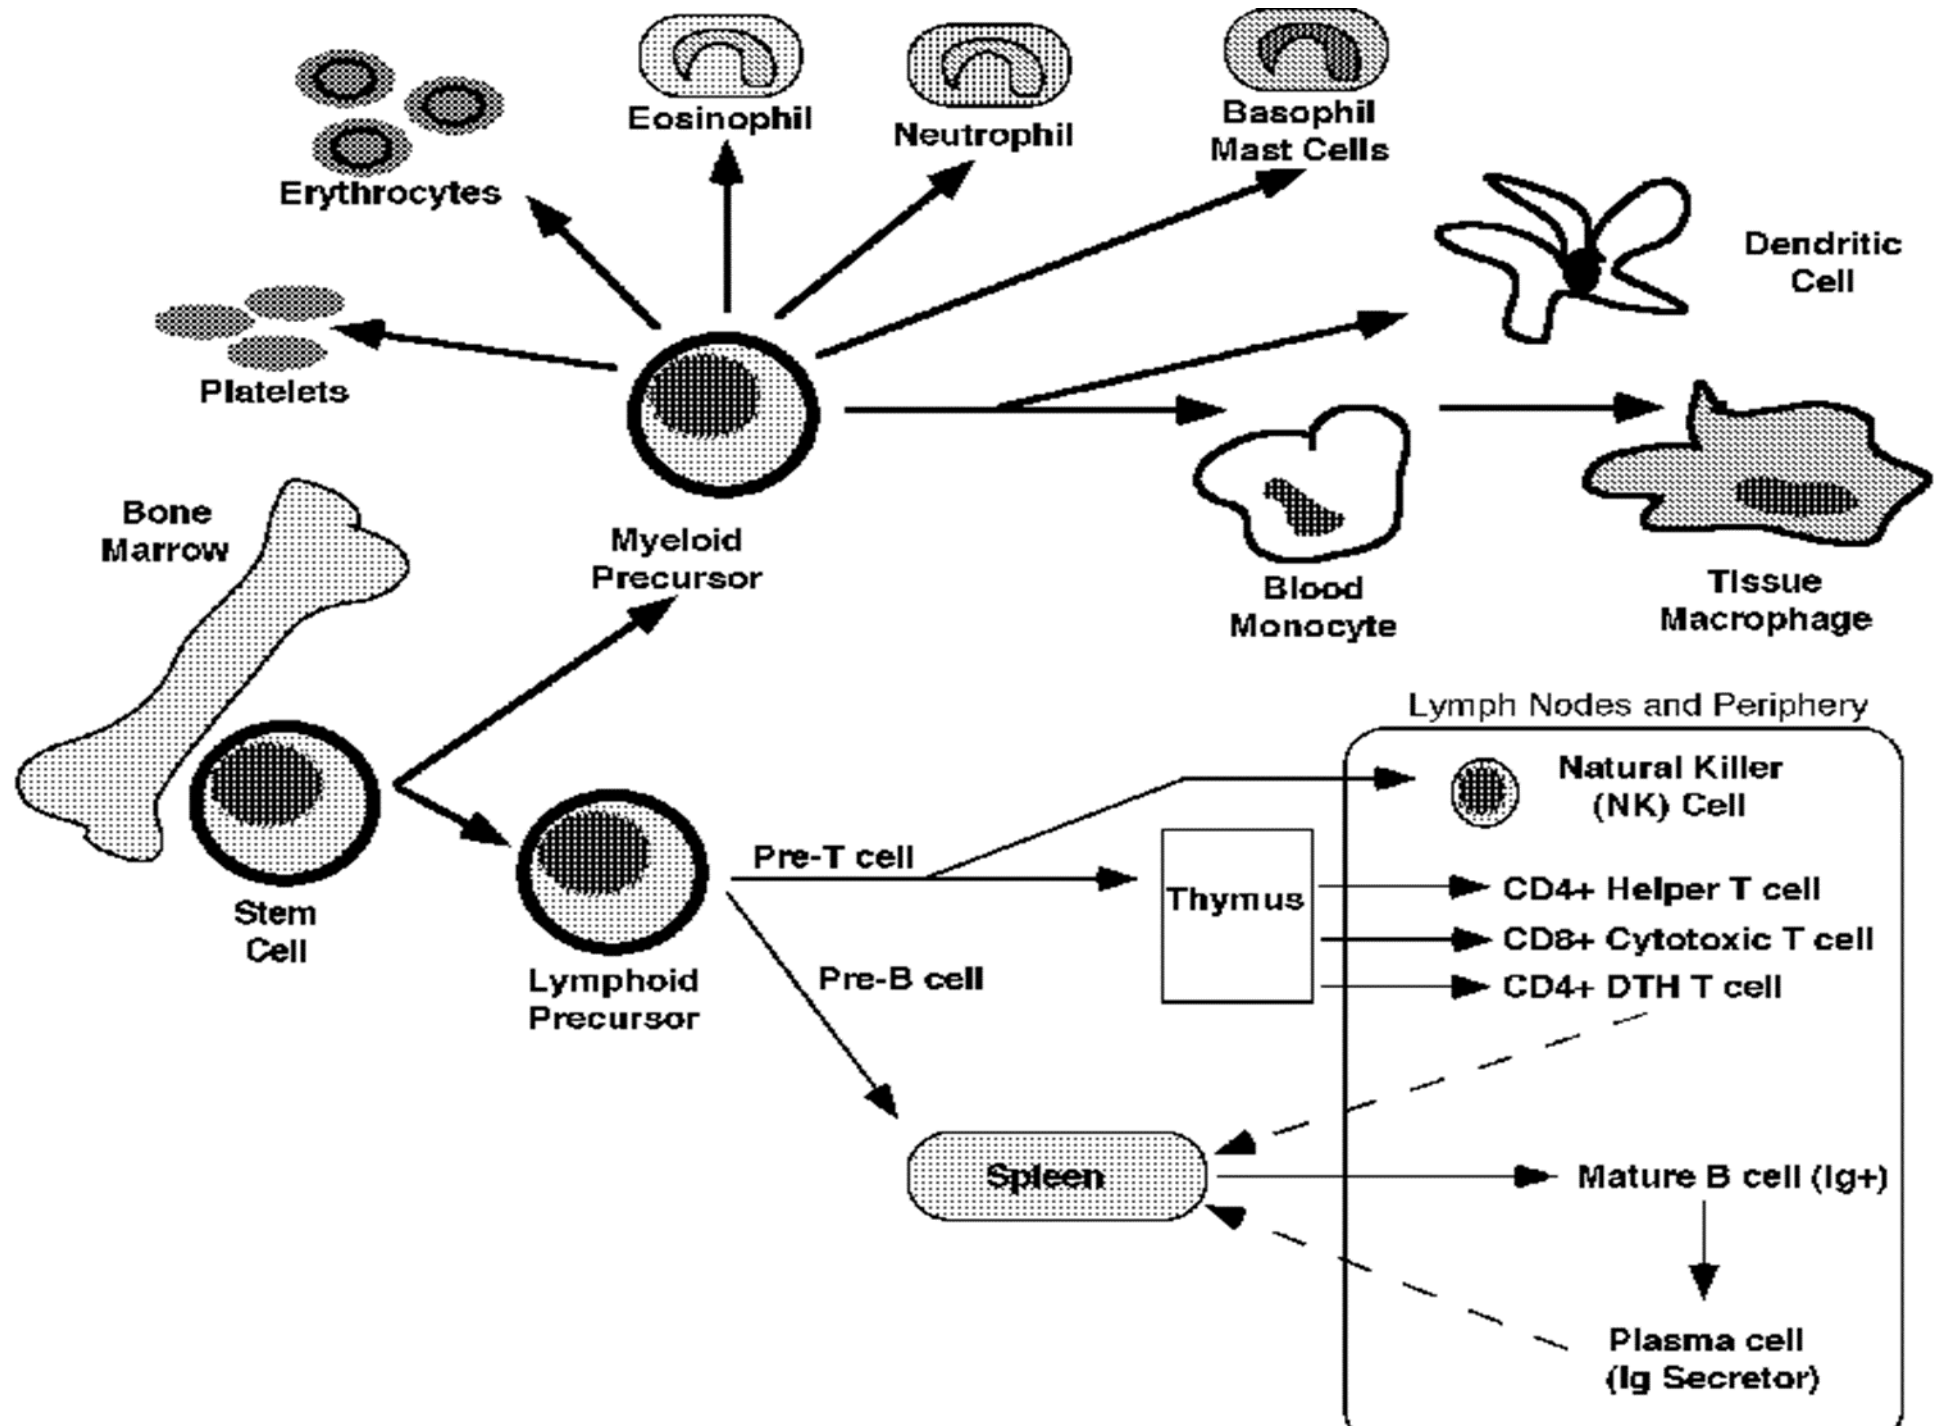 Eosinophil
Neutrophil
Basophil
Mast Cells
Erythrocytes
Dendritic
Cell
Platelets
Bone
Marrow
Myeloid
Precursor
Blood
Monocyte
TIssue
Macrophage
Lymph Nodes and Periphery
Natural Killer
(NK) Cell
Pre-T cell
Thymus
CD4+ Helper T cell
CD8+ Cytotoxic T cell
CD4+ DTH T cell
Stem
Cell
Lymphoid
Precursor
Pre-B cell
Spleen
Mature B cell (Ig+)
Plasma cell
(Ig Secretor)